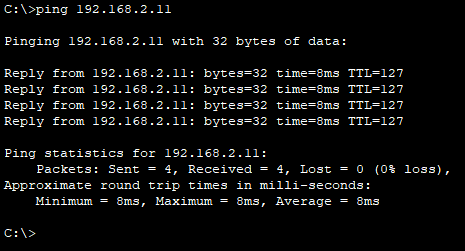 C:\>ping 192.168.2.11
Pinging 192.168.2.11 with 32 bytes of data:
Reply from 192.168.2.11: bytes=32 time=8ms TTL=127
Reply from 192.168.2.11: bytes=32 time=8ms TTL=127
Reply from 192.168.2.11: bytes=32 time=8ms TTL=127
Reply from 192.168.2.11: bytes=32 time=8ms TTL=127
Ping statistics for 192.168.2.11:
    Packets: Sent = 4, Received = 4, Lost = 0 (0% loss),
Approximate round trip times in milli-seconds:
    Minimum = 8ms, Maximum = 8ms, Average = 8ms
C:\>